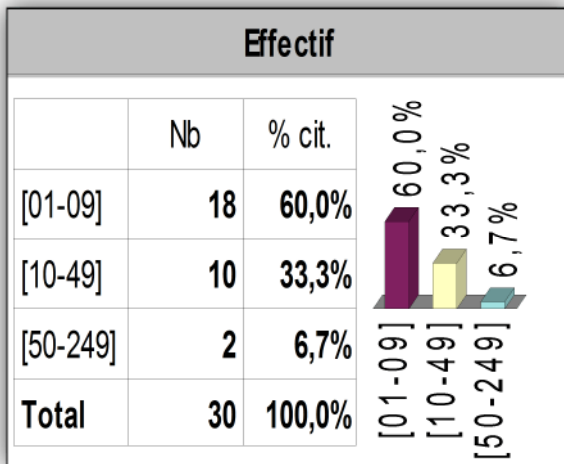 Effectif
Nb % cit.
[01-09] 18 60,0%
[10-49] 10 33,3%
[50-249] 2 6,7%
Total 30 100,0%
60,0%
33,3%
6,7%
[01-09]
[10-49]
[50-249]